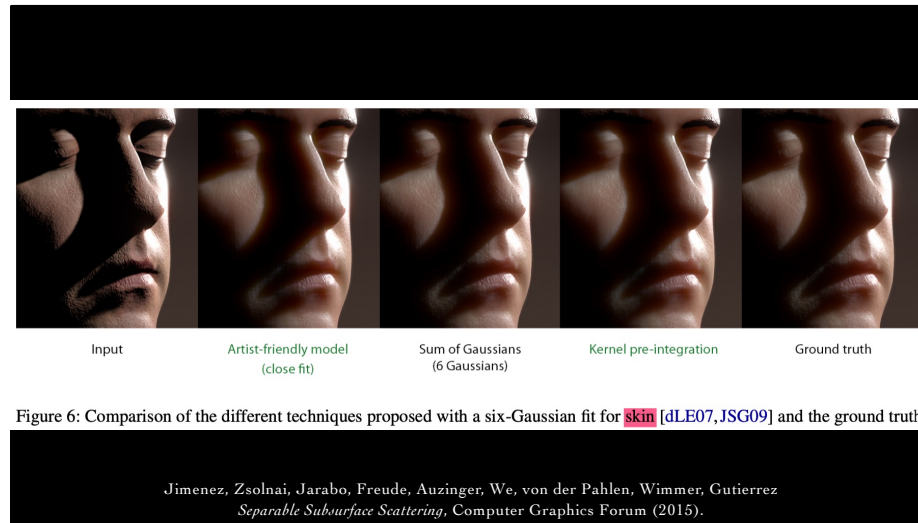 Input
Artist-friendly model
(close fit)
Sum of Gaussians
(6 Gaussians)
Kernel pre-integration
Ground truth
Figure 6: Comparison of the different techniques proposed with a six-Gaussian fit for skin [dLE07, JSG09] and the ground truth
Jimenez, Zsolnai, Jarabo, Freude, Auzinger, We, von der Pahlen, Wimmer, Gutierrez
Separable Subsurface Scattering, Computer Graphics Forum (2015).